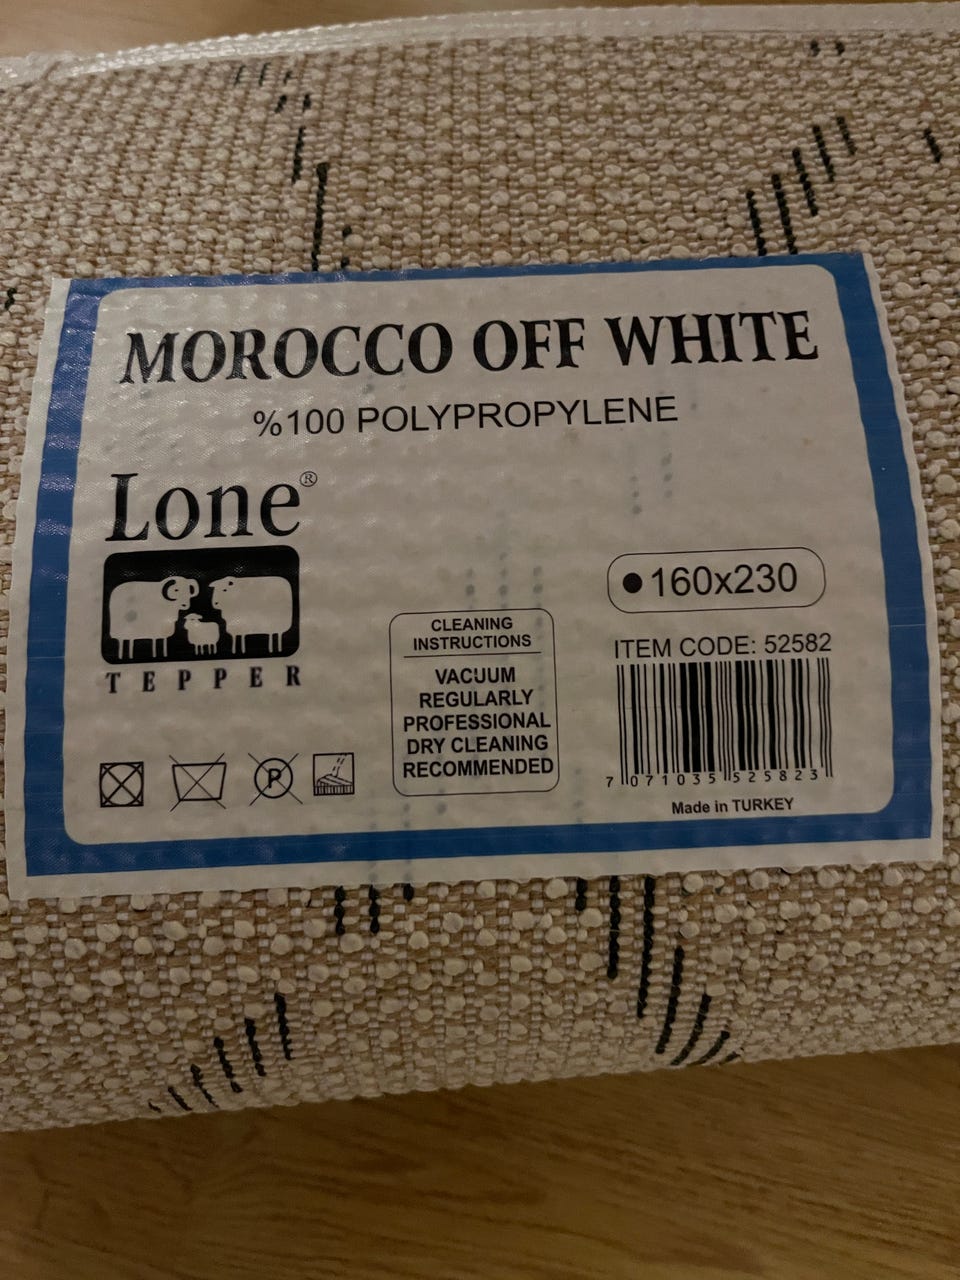 MOROCCO OFF WHITE
%100 POLYPROPYLENE
Lone®
TEPPER
CLEANING
INSTRUCTIONS
VACUUM
REGULARLY
PROFESSIONAL
DRY CLEANING
RECOMMENDED
P
• 160x230
ITEM CODE: 52582
7 071035 525823
Made in TURKEY